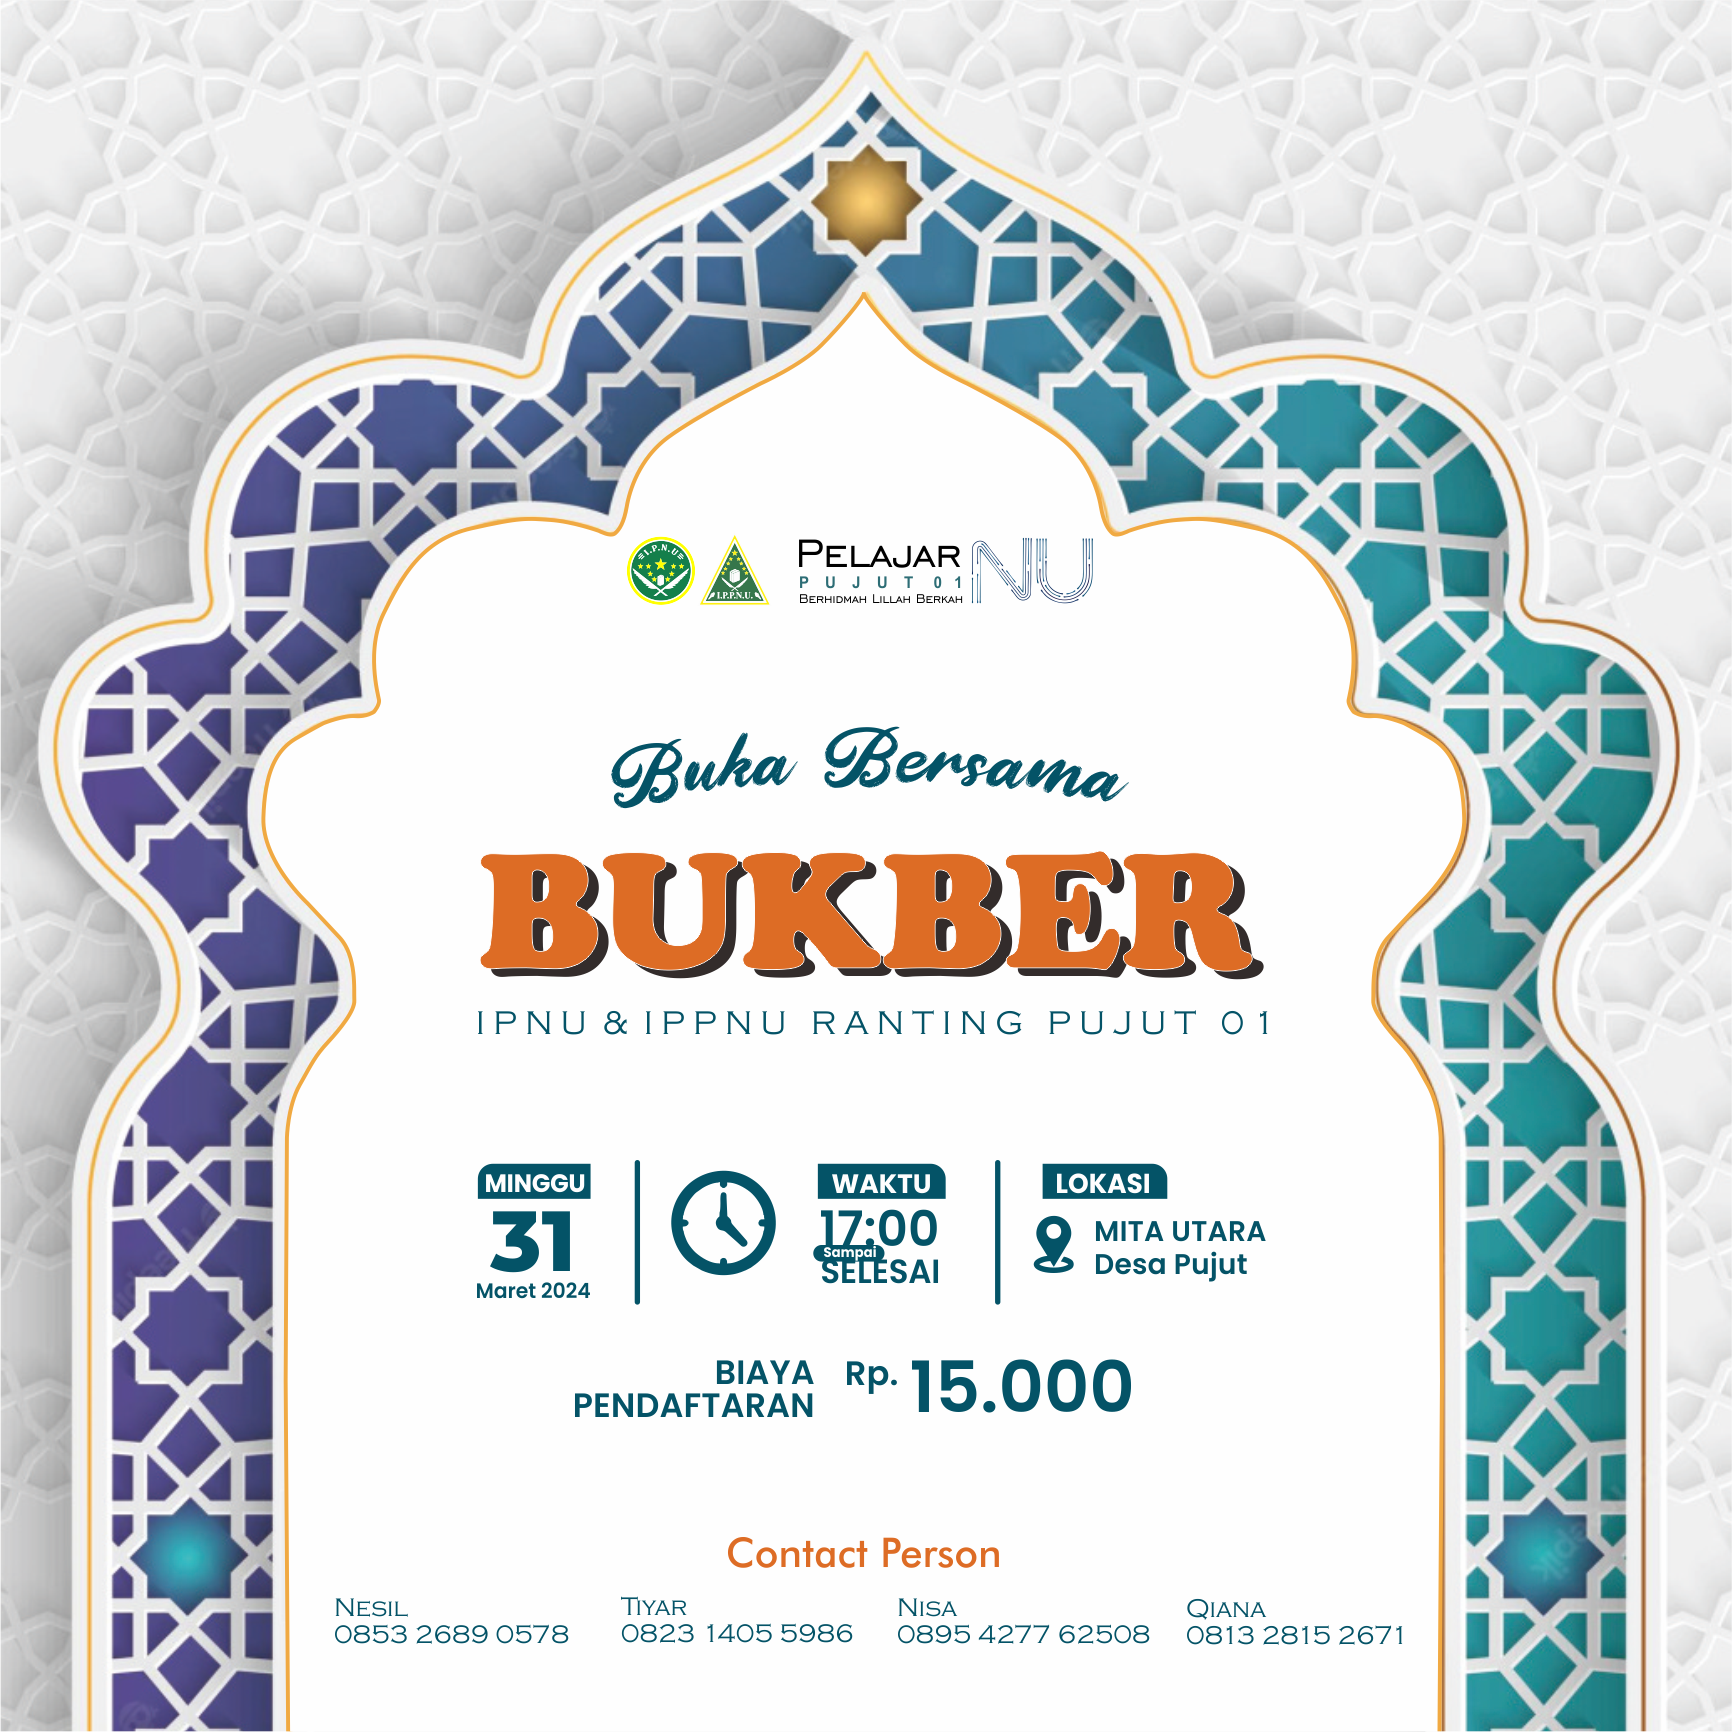 I.P.N.U
I.P.P.N.U.
PELAJAR NU
PUJUT 01
BERHIDMAH LILLAH BERKAH
Buka Bersama
BUKBER
IPNU & IPPNU RANTING PUJUT 01
MINGGU
31
Maret 2024
WAKTU
17:00
Sampai
SELESAI
LOKASI
MITA UTARA
Desa Pujut
BIAYA
PENDAFTARAN
Rp. 15.000
Contact Person
NESIL
0853 2689 0578
TIYAR
0823 1405 5986
NISA
0895 4277 62508
QIANA
0813 2815 2671